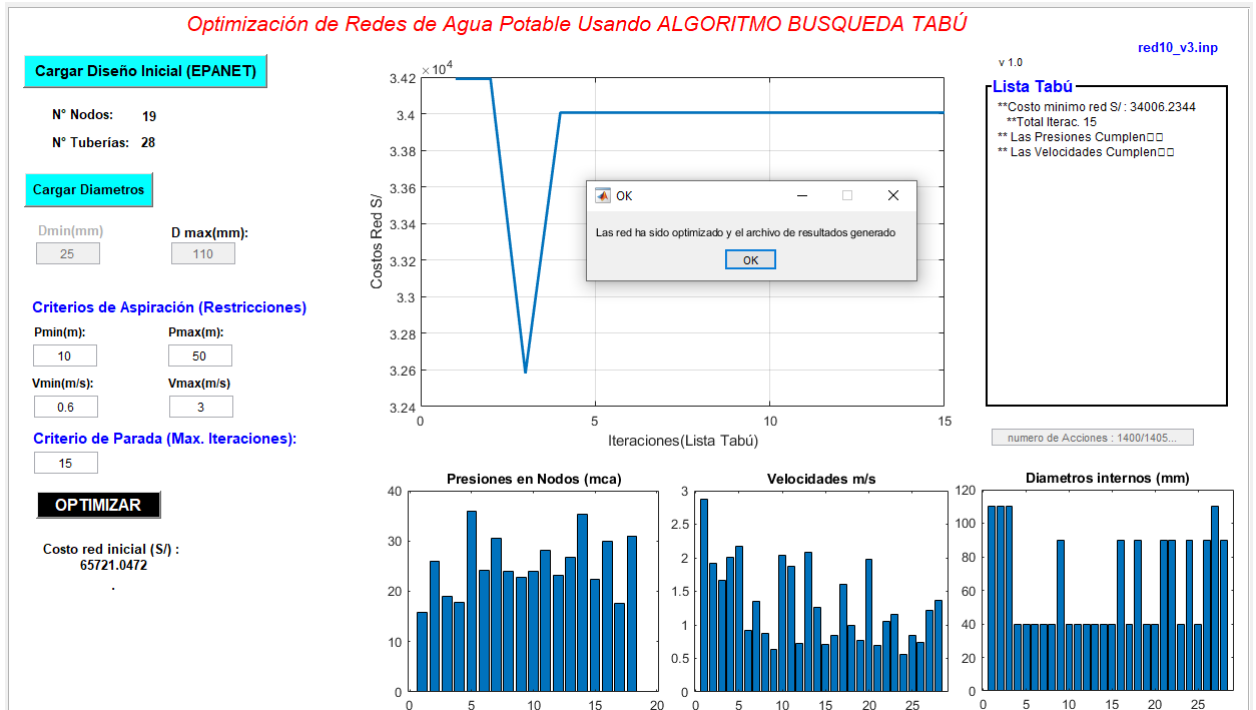 Optimización de Redes de Agua Potable Usando ALGORITMO BUSQUEDA TABÚ
red10_v3.inp
v 1.0
Cargar Diseño Inicial (EPANET)
N° Nodos: 19
N° Tuberías: 28
Cargar Diametros
Dmin(mm) D max(mm):
25 110
Criterios de Aspiración (Restricciones)
Pmin(m): Pmax(m):
10 50
Vmin(m/s): Vmax(m/s)
0.6 3
Criterio de Parada (Max. Iteraciones):
15
OPTIMIZAR
Costo red inicial (S/) :
65721.0472
.
×10^4
3.42
3.4
3.38
3.36
3.34
3.32
3.3
3.28
3.26
3.24
0 5 10 15
Costos Red S/
Iteraciones(Lista Tabú)
OK
Las red ha sido optimizado y el archivo de resultados generado
OK
Lista Tabú
**Costo minimo red S/ : 34006.2344
**Total Iterac. 15
** Las Presiones Cumplen□□
** Las Velocidades Cumplen□□
numero de Acciones : 1400/1405...
Presiones en Nodos (mca)
40
30
20
10
0
0 5 10 15 20
Velocidades m/s
3
2.5
2
1.5
1
0.5
0
0 5 10 15 20 25
Diametros internos (mm)
120
100
80
60
40
20
0
0 5 10 15 20 25